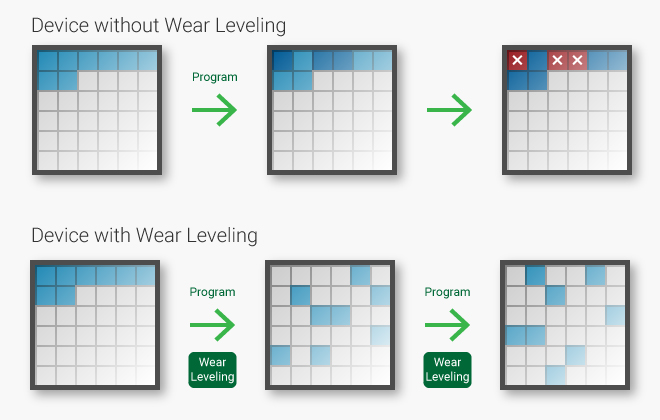 Device without Wear Leveling
Program
Device with Wear Leveling
Program
Wear
Leveling
Program
Wear
Leveling